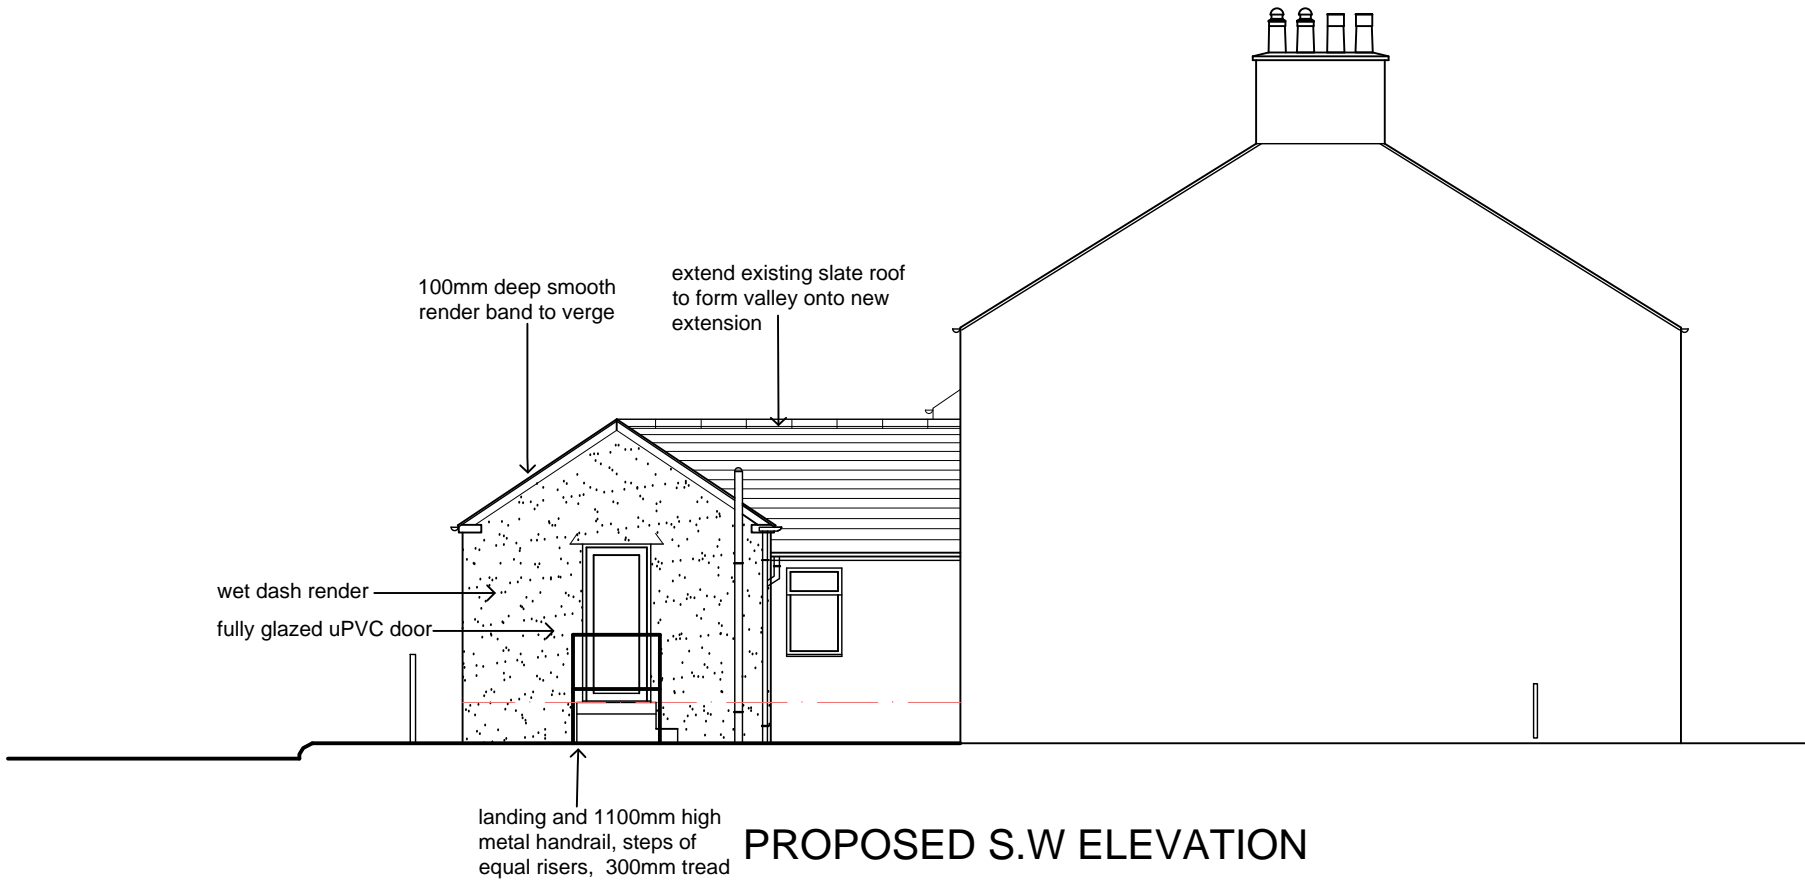 100mm deep smooth
render band to verge
extend existing slate roof
to form valley onto new
extension
wet dash render
fully glazed uPVC door
landing and 1100mm high
metal handrail, steps of
equal risers,  300mm tread
PROPOSED S.W ELEVATION